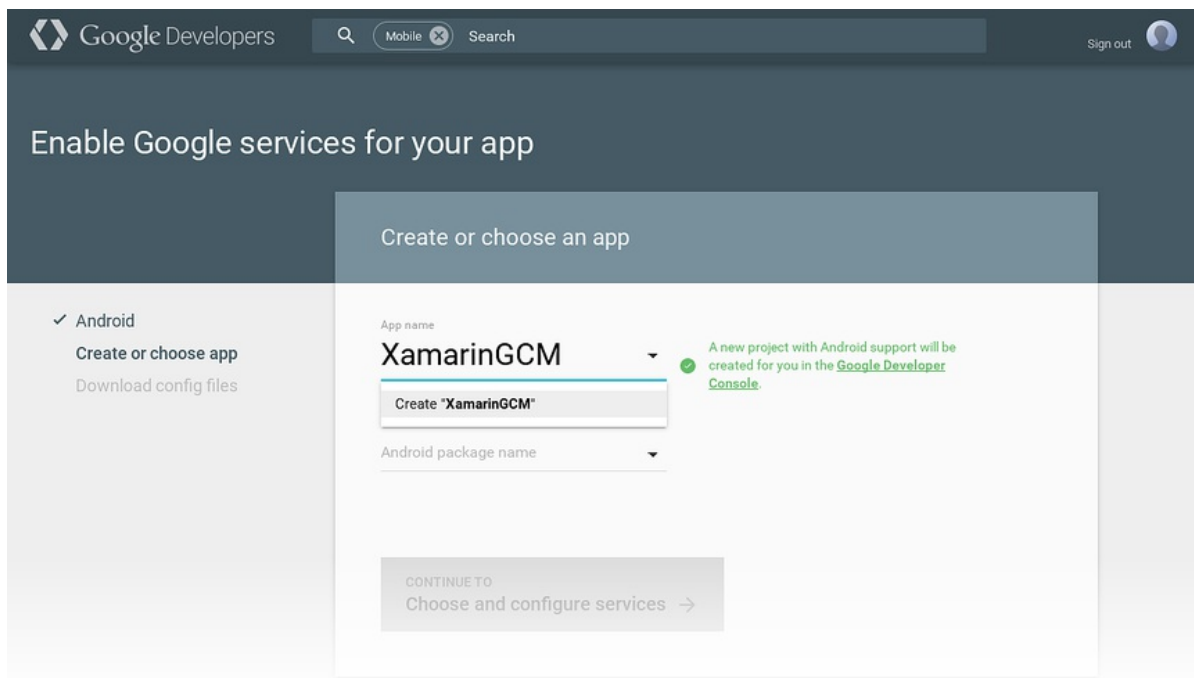 Google Developers
Mobile
Search
Sign out
Enable Google services for your app
Create or choose an app
Android
Create or choose app
Download config files
App name
XamarinGCM
Create "XamarinGCM"
Android package name
A new project with Android support will be
created for you in the Google Developer
Console.
CONTINUE TO
Choose and configure services